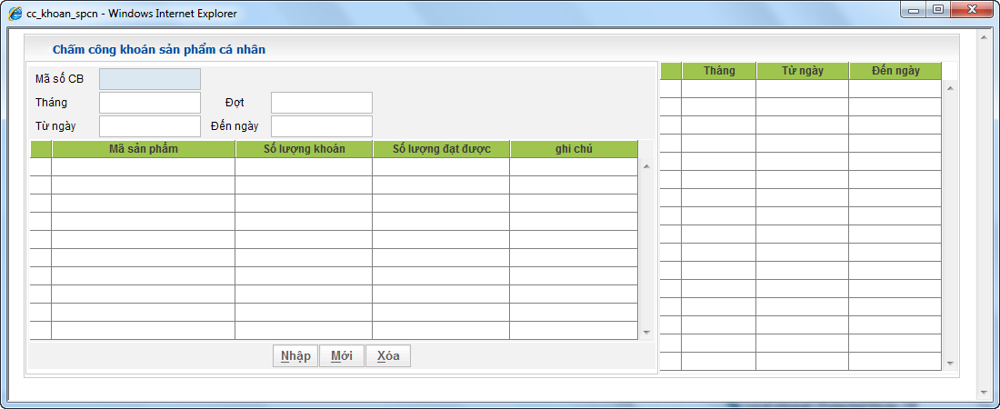 cc_khoan_spcn - Windows Internet Explorer
Chấm công khoán sản phẩm cá nhân
Mã số CB
Tháng Đợt
Từ ngày Đến ngày
Mã sản phẩm Số lượng khoán Số lượng đạt được ghi chú
Nhập Mới Xóa
Tháng Từ ngày Đến ngày